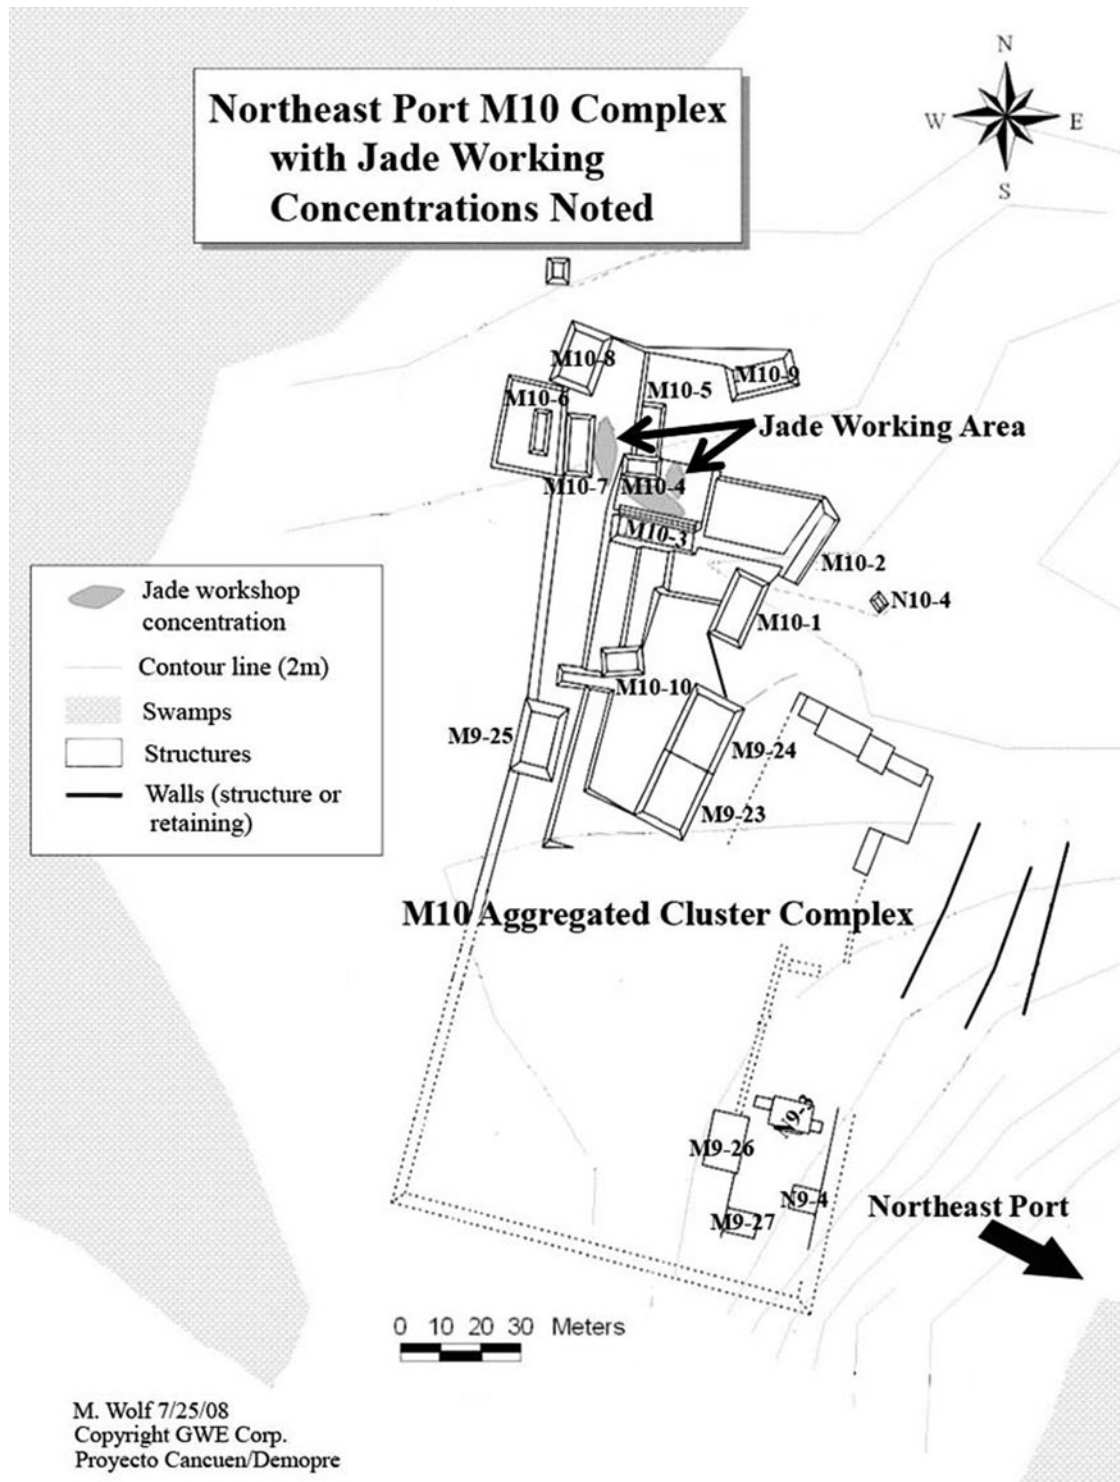 Northeast Port M10 Complex
with Jade Working
Concentrations Noted
N
W
E
S
M10-8
M10-9
M10-6
M10-5
Jade Working Area
M10-7
M10-4
M10-3
M10-2
N10-4
M10-1
M10-10
M9-25
M9-24
M9-23
Jade workshop
concentration
Contour line (2m)
Swamps
Structures
Walls (structure or
retaining)
M10 Aggregated Cluster Complex
N9-3
M9-26
N9-4
M9-27
Northeast Port
0 10 20 30 Meters
M. Wolf 7/25/08
Copyright GWE Corp.
Proyecto Cancuen/Demopre